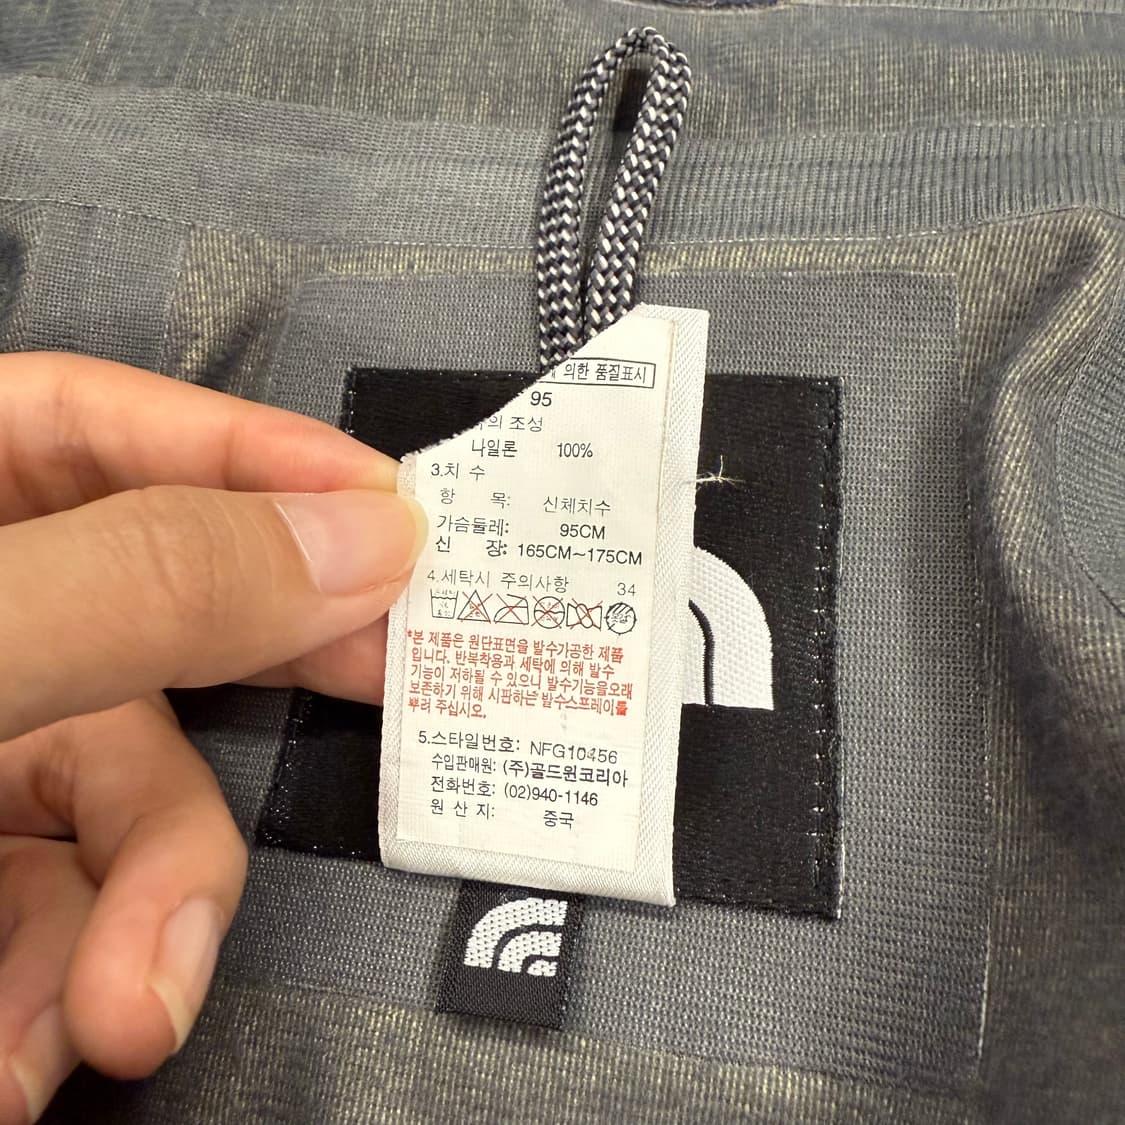 의한 품질표시
95
의 조성
나일론 100%
3.치 수
항 목: 신체치수
가슴둘레: 95CM
신 장: 165CM~175CM
4.세탁시 주의사항 34
*본 제품은 원단표면을 발수가공한 제품
입니다. 반복착용과 세탁에 의해 발수
기능이 저하될 수 있으니 발수기능을오래
보존하기 위해 시판하는 발수스프레이를
뿌려 주십시오.
5.스타일번호: NFG10456
수입판매원: (주)골드윈코리아
전화번호: (02)940-1146
원 산 지: 중국